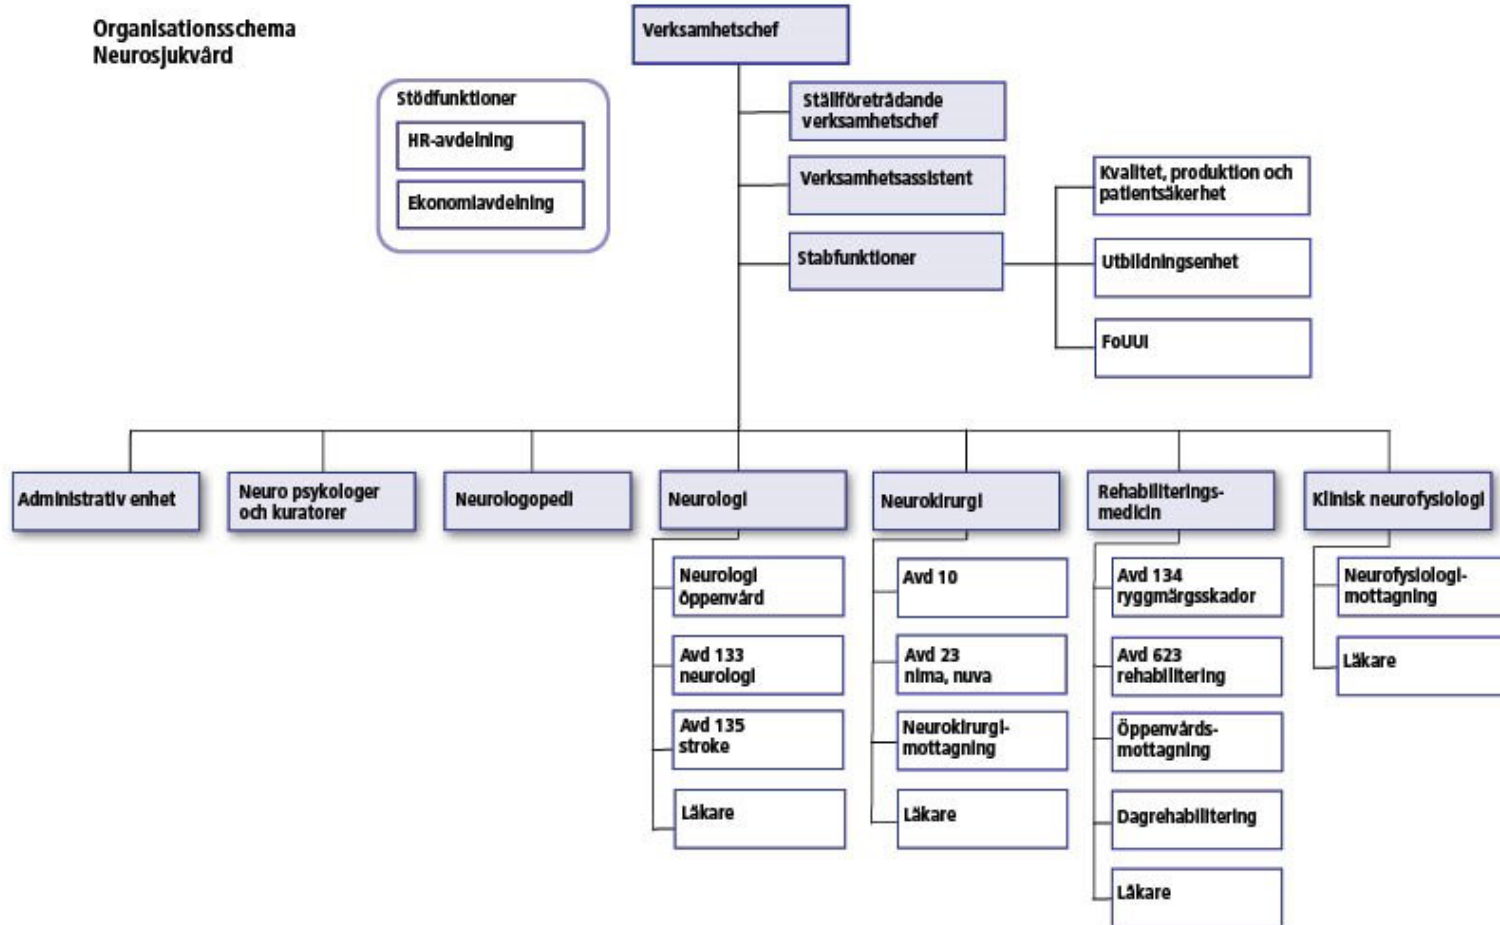 Organisationsschema
Neurosjukvård
Verksamhetschef
Stödfunktioner
HR-avdelning
Ekonomiavdelning
Ställföreträdande
verksamhetschef
Verksamhetsassistent
Stabfunktioner
Kvalitet, produktion och
patientsäkerhet
Utbildningsenhet
FoUUI
Administrativ enhet
Neuro psykologer
och kuratorer
Neurologopedi
Neurologi
Neurokirurgi
Rehabiliterings-
medicin
Klinisk neurofysiologi
Neurologi
öppenvård
Avd 133
neurologi
Avd 135
stroke
Läkare
Avd 10
Avd 23
nima, nuva
Neurokirurgi-
mottagning
Läkare
Avd 134
ryggmärgsskador
Avd 623
rehabilitering
Öppenvårds-
mottagning
Dagrehabilitering
Läkare
Neurofysiologi-
mottagning
Läkare